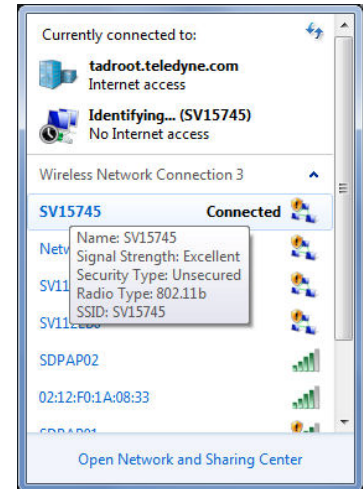 Currently connected to:
tadroot.teledyne.com
Internet access
Identifying... (SV15745)
No Internet access
Wireless Network Connection 3
SV15745 Connected
Name: SV15745
Signal Strength: Excellent
Security Type: Unsecured
Radio Type: 802.11b
SSID: SV15745
Netw
SV11
SDPAP02
02:12:F0:1A:08:33
Open Network and Sharing Center